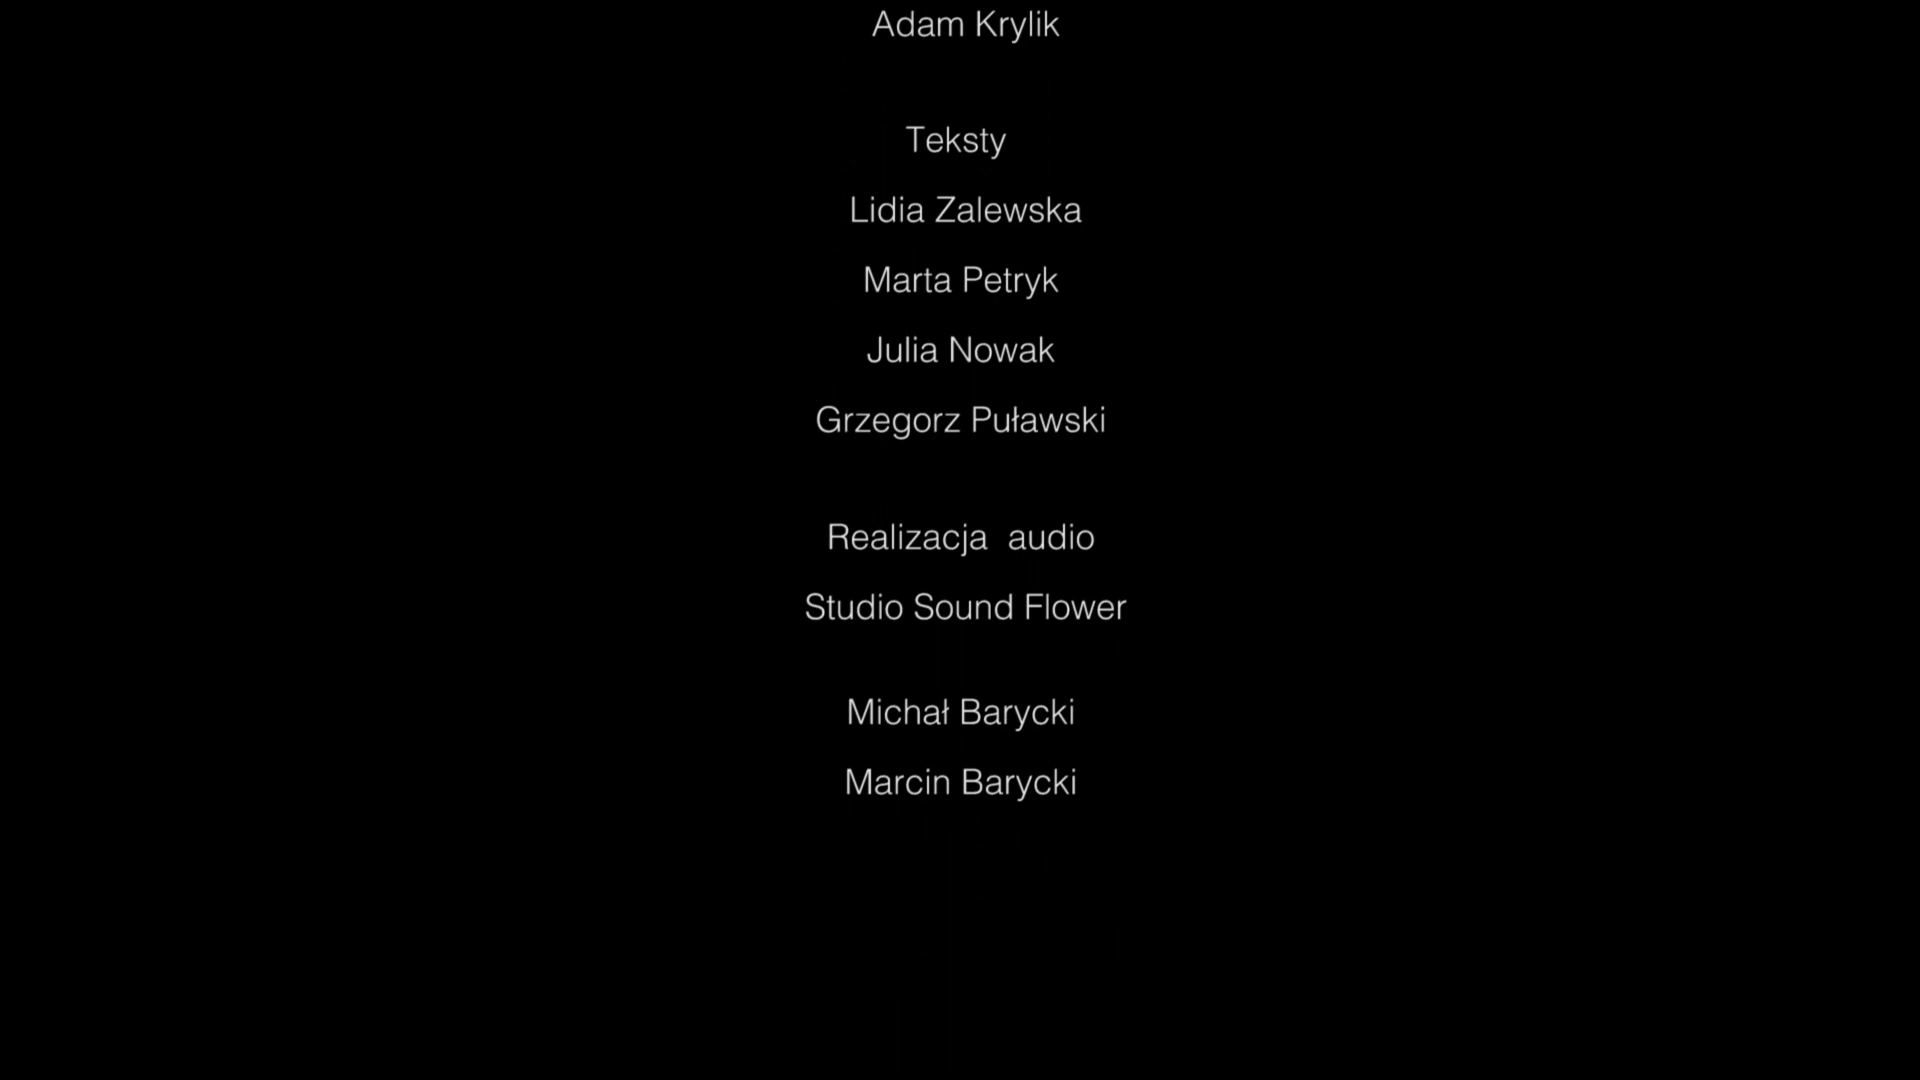 Adam Krylik
Teksty
Lidia Zalewska
Marta Petryk
Julia Nowak
Grzegorz Puławski
Realizacja  audio
Studio Sound Flower
Michał Barycki
Marcin Barycki